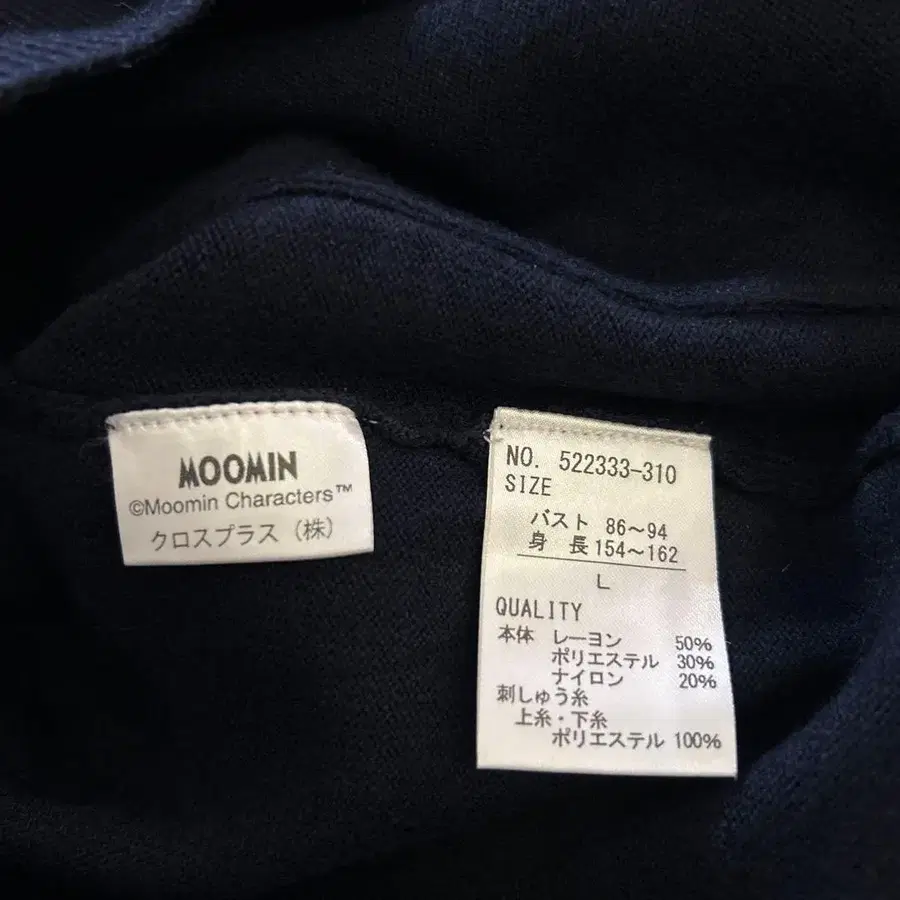 MOOMIN
©Moomin Characters™
クロスプラス（株）
NO. 522333-310
SIZE
バスト 86～94
身長 154～162
L
QUALITY
本体 レーヨン 50%
ポリエステル 30%
ナイロン 20%
刺しゅう糸
上糸・下糸
ポリエステル 100%